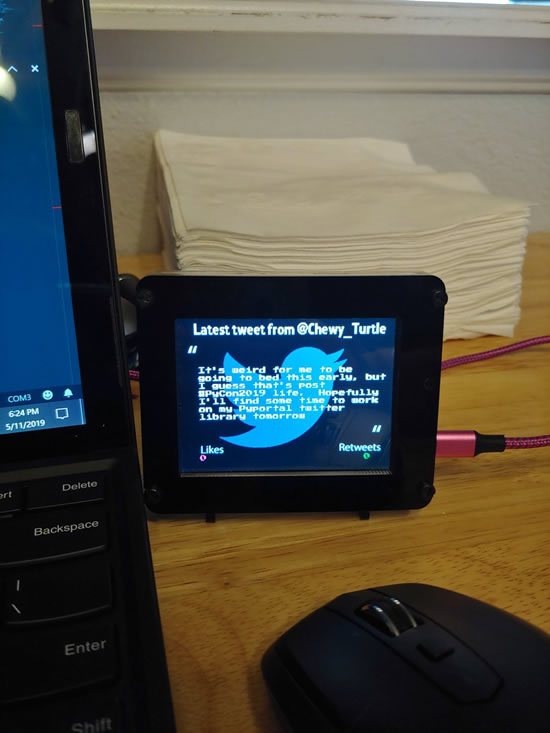 Latest tweet from @Chewy_Turtle
“
It's weird for me to be
going to bed this early, but
I guess that's post
#PyCon2019 life.  Hopefully
I'll find some time to work
on my Pyportal twitter
library tomorrow
”
Likes
Retweets
COM3
6:24 PM
5/11/2019
Delete
Backspace
|
\
Enter
Shift